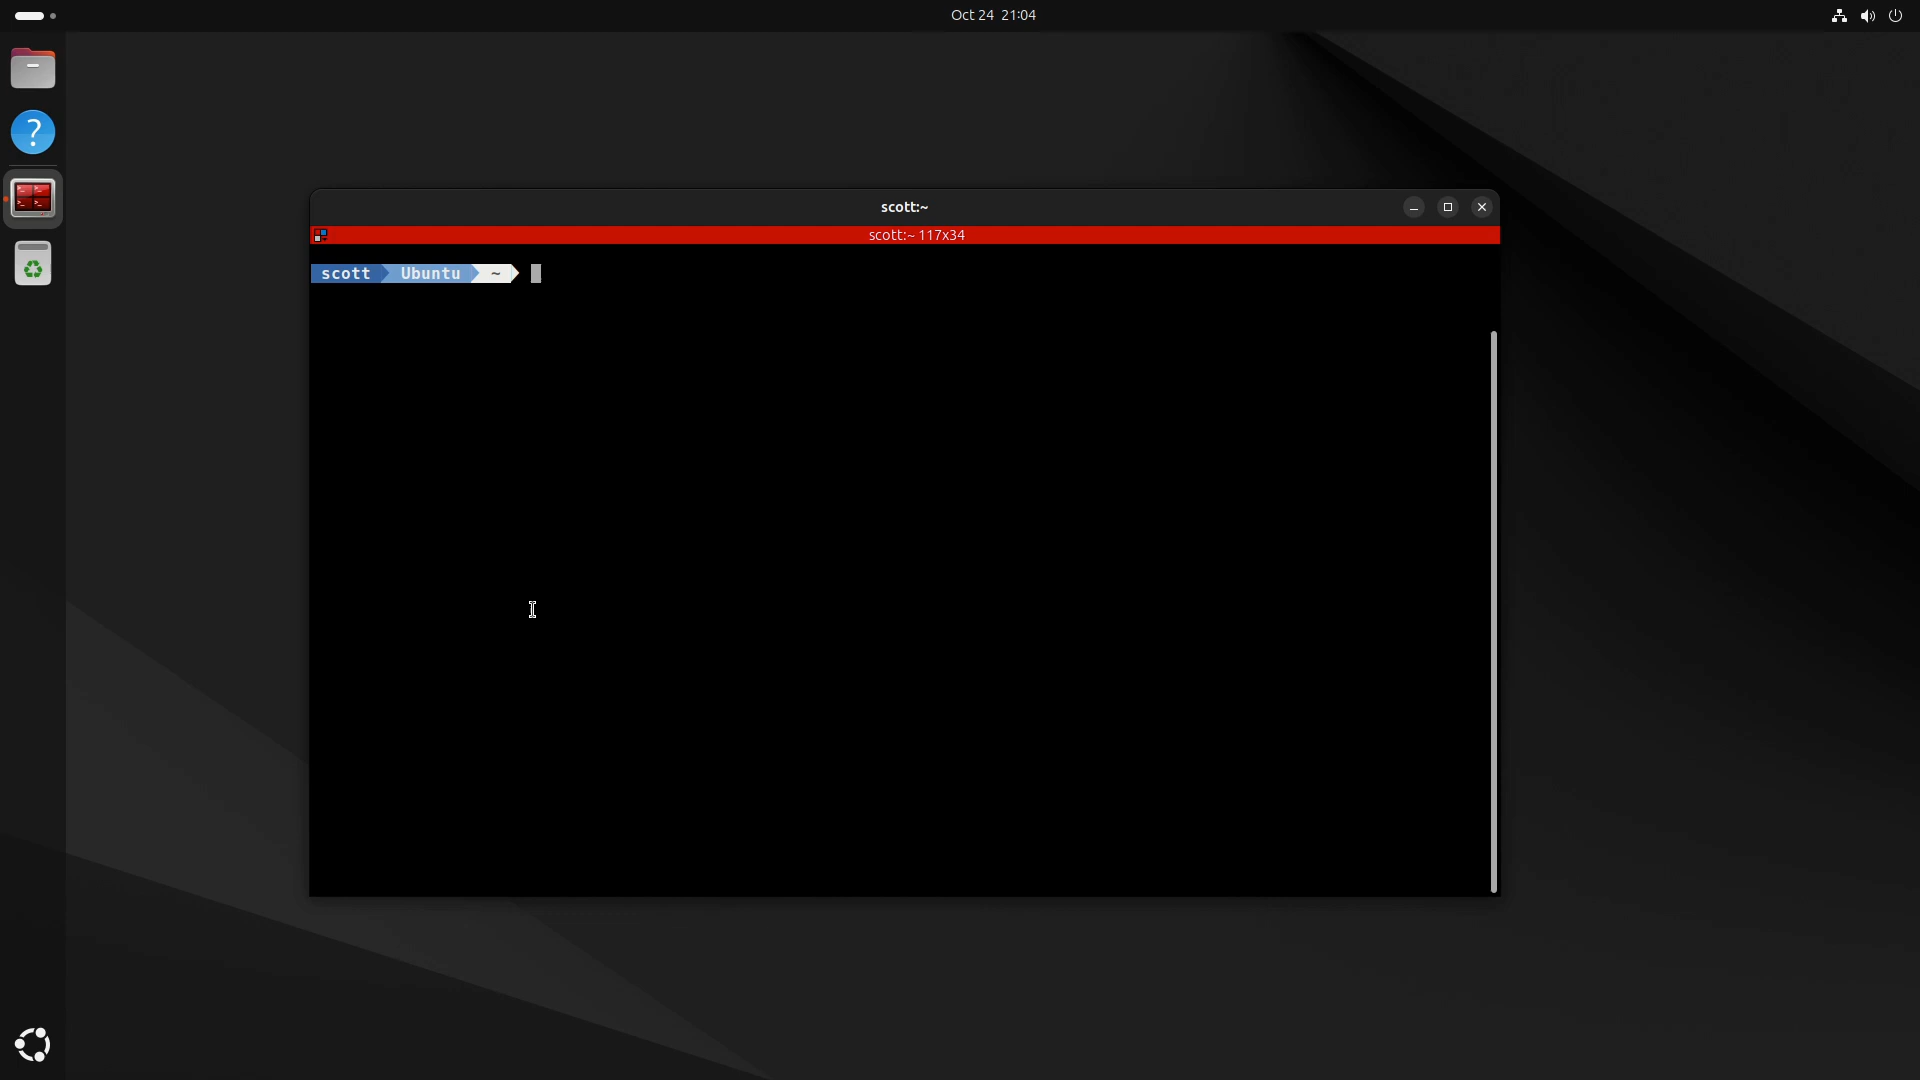 Oct 24 21:04
scott:~
scott:~ 117x34
scott Ubuntu ~